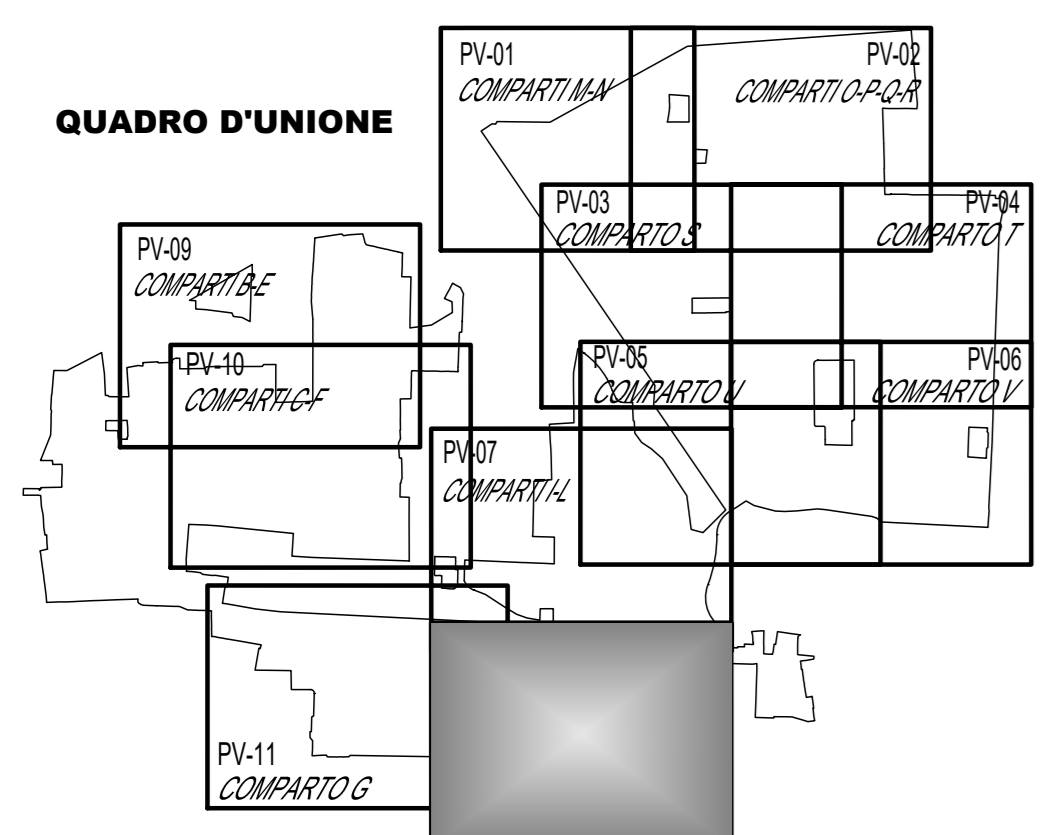 QUADRO D'UNIONE
PV-01
COMPARTI M-N
PV-02
COMPARTI O-P-Q-R
PV-03
COMPARTO S
PV-04
COMPARTO T
PV-09
COMPARTI B-E
PV-10
COMPARTI C-F
PV-05
COMPARTO U
PV-06
COMPARTO V
PV-07
COMPARTI I-L
PV-11
COMPARTO G